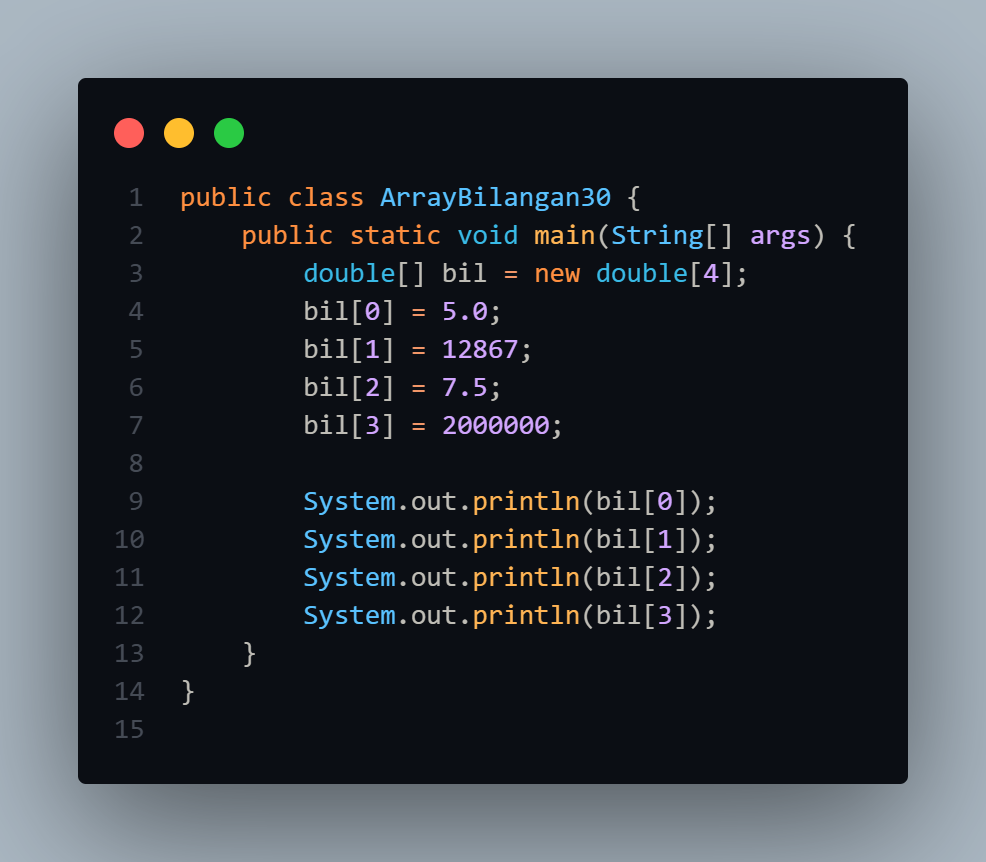 1 public class ArrayBilangan30 {
2     public static void main(String[] args) {
3         double[] bil = new double[4];
4         bil[0] = 5.0;
5         bil[1] = 12867;
6         bil[2] = 7.5;
7         bil[3] = 2000000;
8
9         System.out.println(bil[0]);
10         System.out.println(bil[1]);
11         System.out.println(bil[2]);
12         System.out.println(bil[3]);
13     }
14 }
15